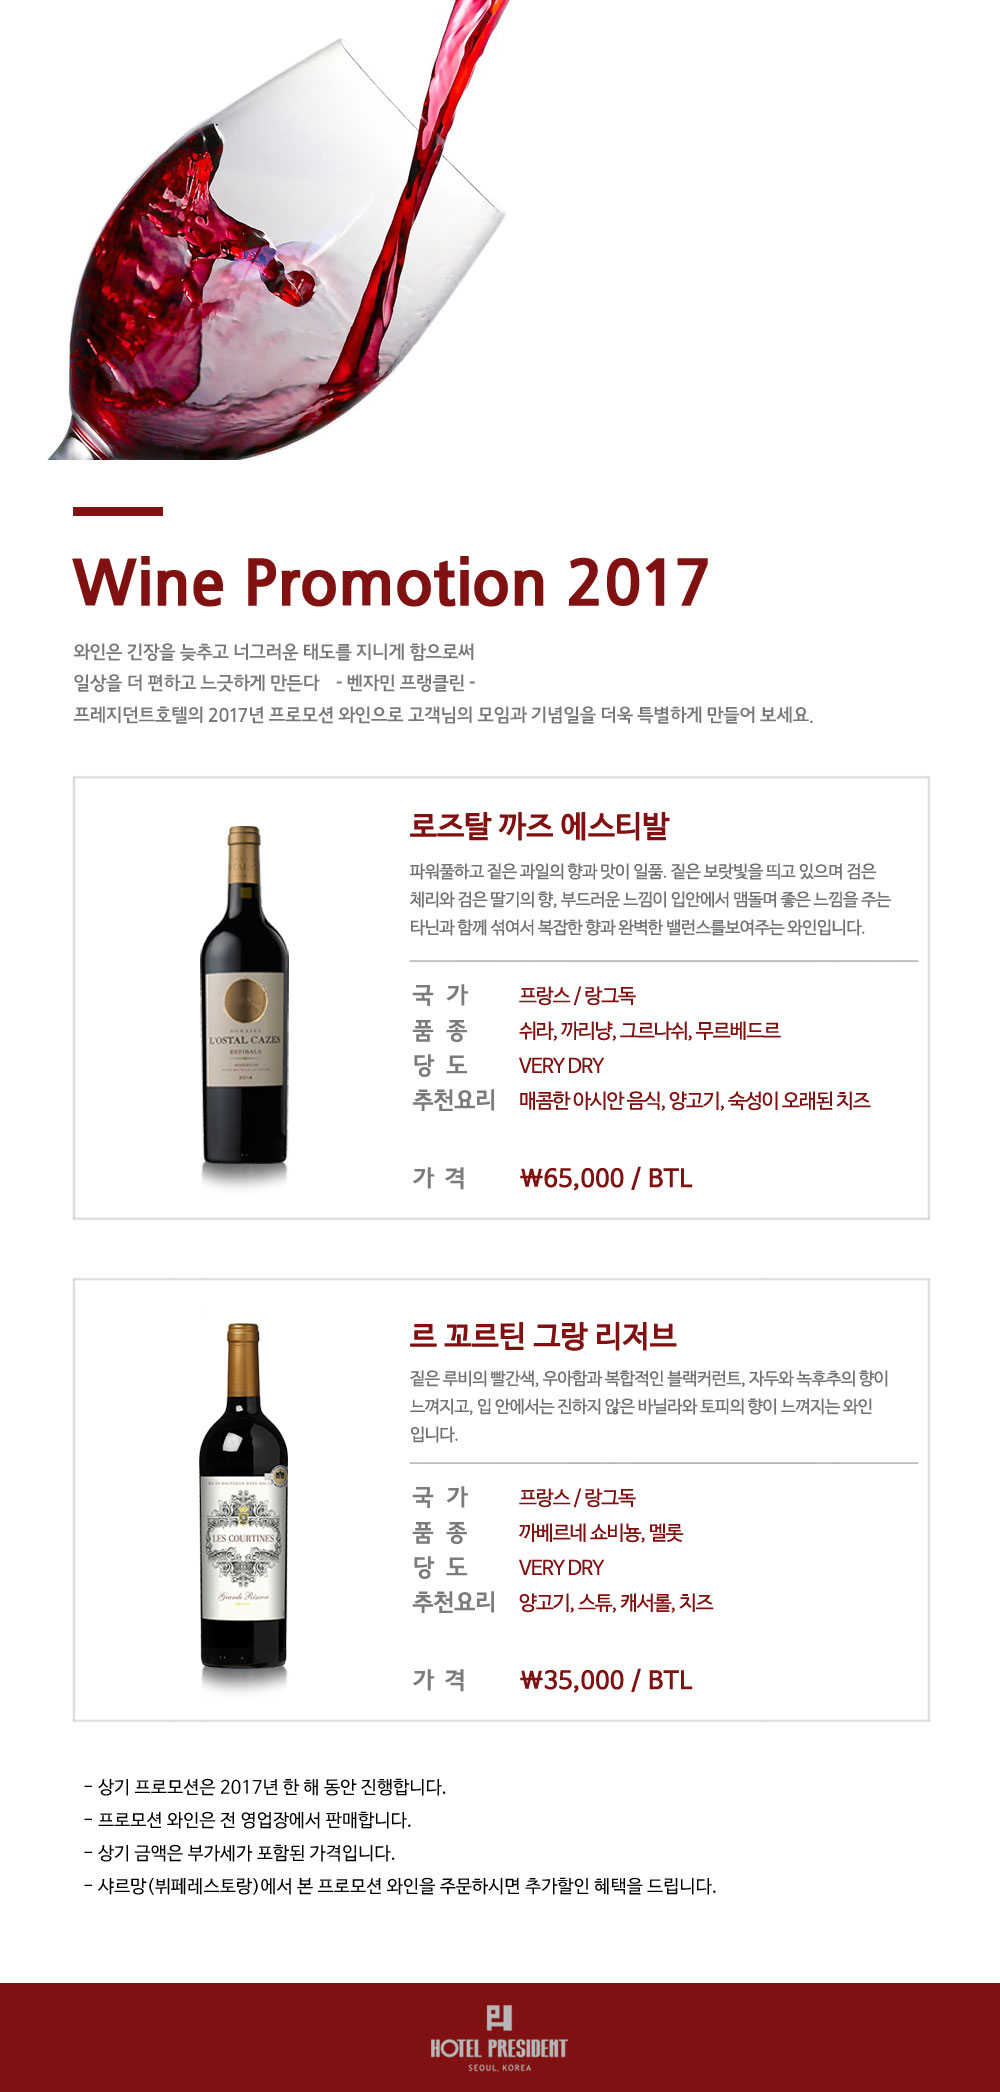 Wine Promotion 2017
와인은 긴장을 늦추고 너그러운 태도를 지니게 함으로써
일상을 더 편하고 느긋하게 만든다 - 벤자민 프랭클린 -
프레지던트호텔의 2017년 프로모션 와인으로 고객님의 모임과 기념일을 더욱 특별하게 만들어 보세요.
로즈탈 까즈 에스티발
파워풀하고 짙은 과일의 향과 맛이 일품. 짙은 보랏빛을 띄고 있으며 검은
체리와 검은 딸기의 향, 부드러운 느낌이 입안에서 맴돌며 좋은 느낌을 주는
타닌과 함께 섞여서 복잡한 향과 완벽한 밸런스를보여주는 와인입니다.
DOMAINE
L'OSTAL CAZES
ESTIBALS
국 가 프랑스 / 랑그독
품 종 쉬라, 까리냥, 그르나쉬, 무르베드르
당 도 VERY DRY
추천요리 매콤한 아시안 음식, 양고기, 숙성이 오래된 치즈
가 격 ₩65,000 / BTL
르 꼬르틴 그랑 리저브
짙은 루비의 빨간색, 우아함과 복합적인 블랙커런트, 자두와 녹후추의 향이
느껴지고, 입 안에서는 진하지 않은 바닐라와 토피의 향이 느껴지는 와인
입니다.
LES COURTINES
Grande Réserve
국 가 프랑스 / 랑그독
품 종 까베르네 쇼비뇽, 멜롯
당 도 VERY DRY
추천요리 양고기, 스튜, 캐서롤, 치즈
가 격 ₩35,000 / BTL
- 상기 프로모션은 2017년 한 해 동안 진행합니다.
- 프로모션 와인은 전 영업장에서 판매합니다.
- 상기 금액은 부가세가 포함된 가격입니다.
- 샤르망(뷔페레스토랑)에서 본 프로모션 와인을 주문하시면 추가할인 혜택을 드립니다.
HOTEL PRESIDENT
SEOUL, KOREA